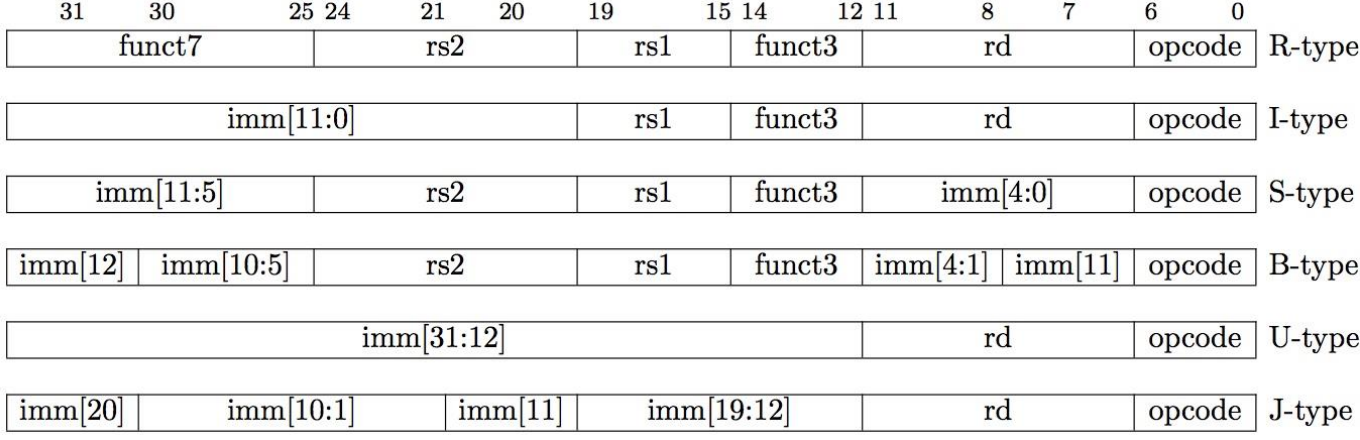 31 30 25 24 21 20 19 15 14 12 11 8 7 6 0
funct7 rs2 rs1 funct3 rd opcode R-type
imm[11:0] rs1 funct3 rd opcode I-type
imm[11:5] rs2 rs1 funct3 imm[4:0] opcode S-type
imm[12] imm[10:5] rs2 rs1 funct3 imm[4:1] imm[11] opcode B-type
imm[31:12] rd opcode U-type
imm[20] imm[10:1] imm[11] imm[19:12] rd opcode J-type